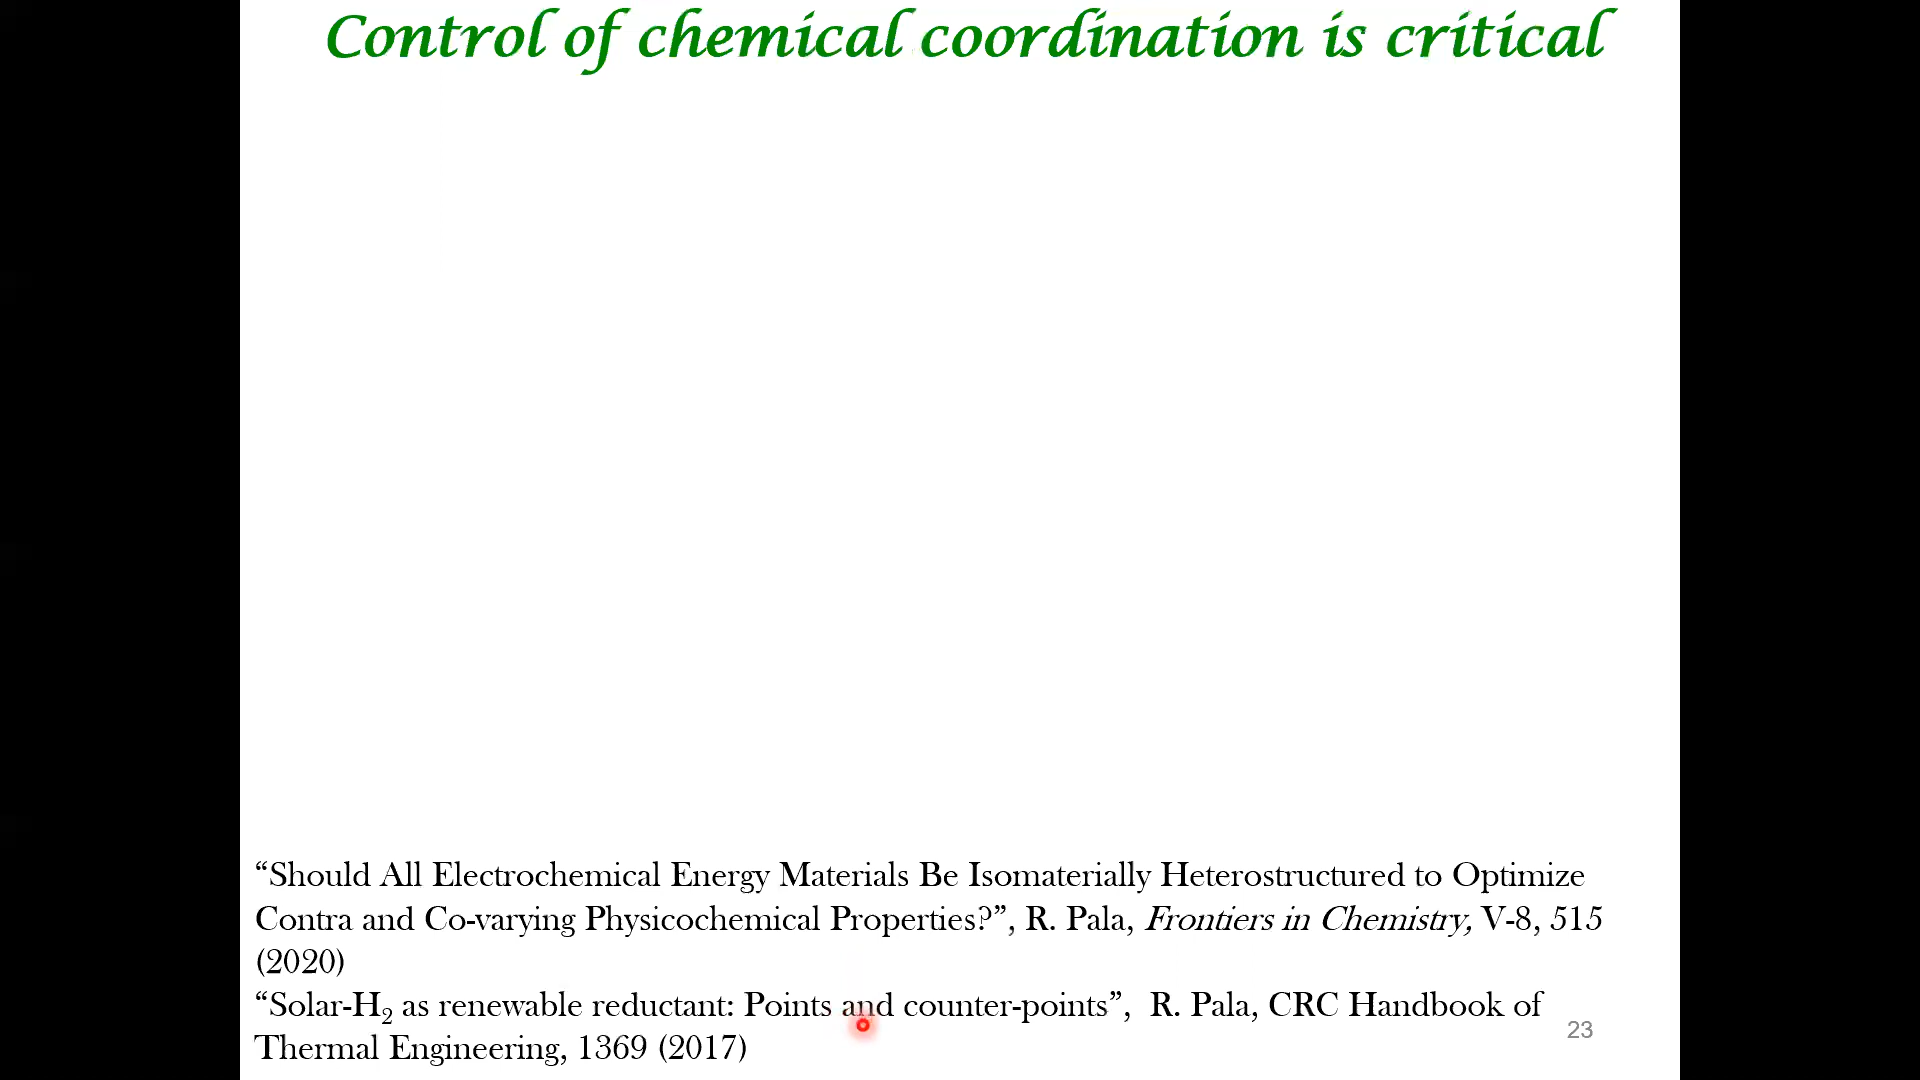 Control of chemical coordination is critical
“Should All Electrochemical Energy Materials Be Isomaterially Heterostructured to Optimize
Contra and Co-varying Physicochemical Properties?”, R. Pala, Frontiers in Chemistry, V-8, 515
(2020)
“Solar-H₂ as renewable reductant: Points and counter-points”,  R. Pala, CRC Handbook of
Thermal Engineering, 1369 (2017)
23